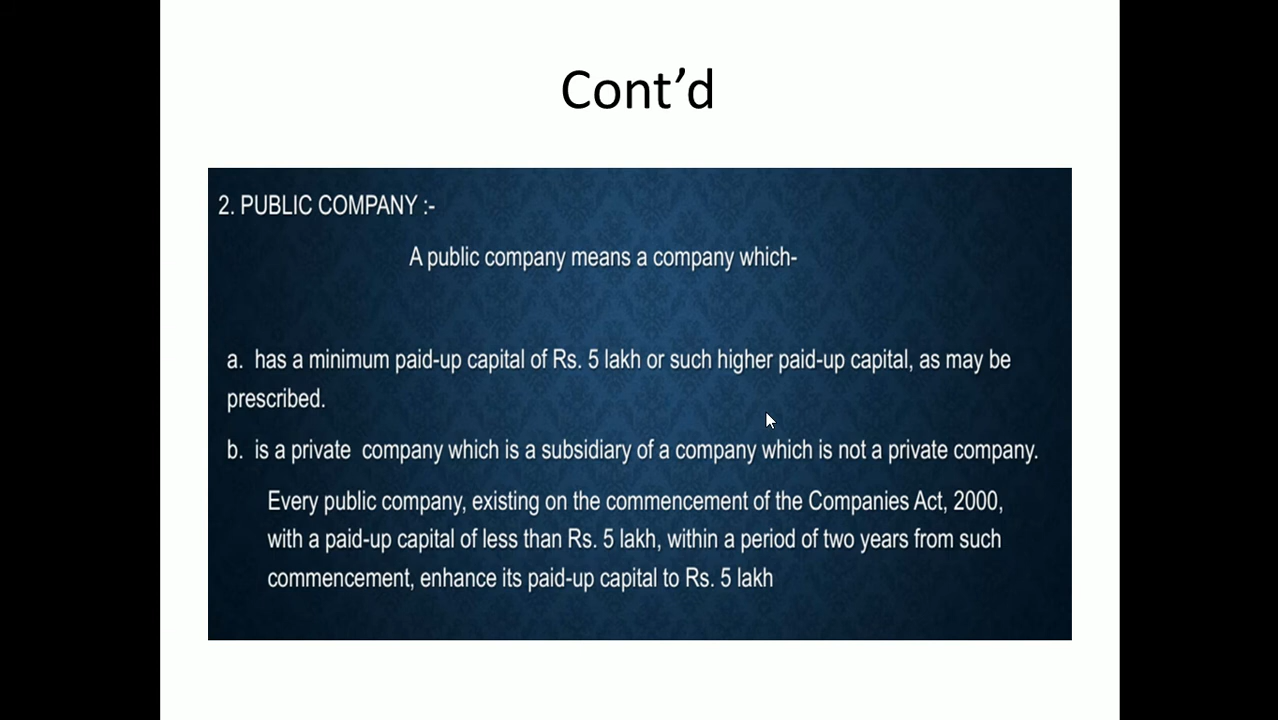 Cont’d
2. PUBLIC COMPANY :-
A public company means a company which-
a. has a minimum paid-up capital of Rs. 5 lakh or such higher paid-up capital, as may be
prescribed.
b. is a private company which is a subsidiary of a company which is not a private company.
Every public company, existing on the commencement of the Companies Act, 2000,
with a paid-up capital of less than Rs. 5 lakh, within a period of two years from such
commencement, enhance its paid-up capital to Rs. 5 lakh